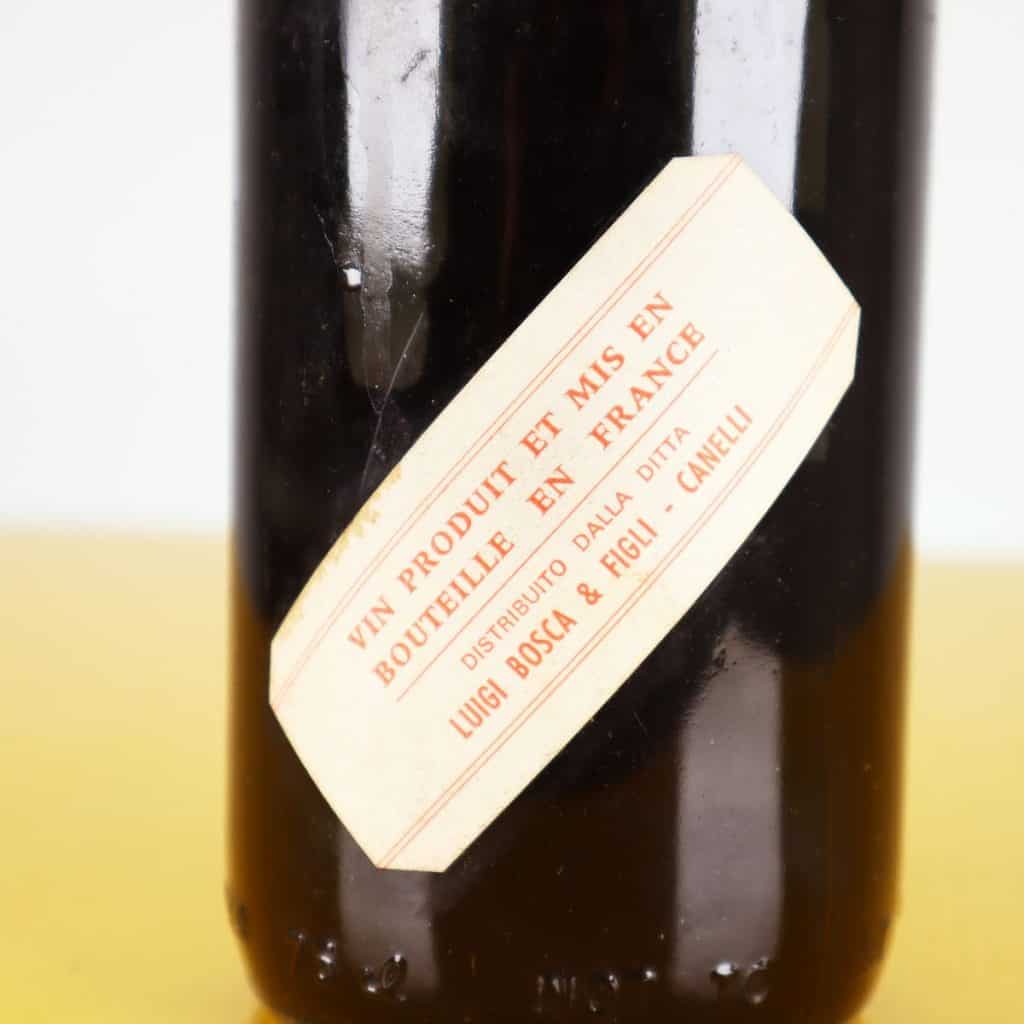 VIN PRODUIT ET MIS EN
BOUTEILLE EN FRANCE
DISTRIBUITO DALLA DITTA
LUIGI BOSCA & FIGLI - CANELLI